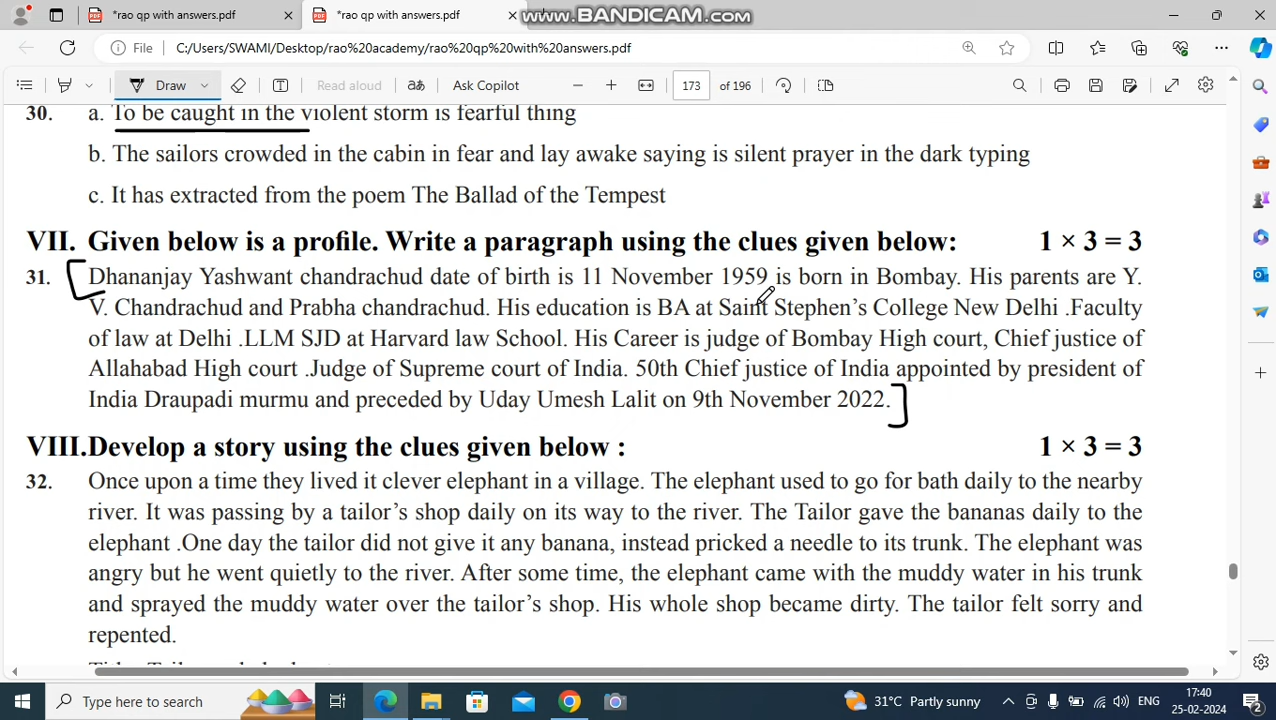 *rao qp with answers.pdf
*rao qp with answers.pdf
www.BANDICAM.com
File C:/Users/SWAMI/Desktop/rao%20academy/rao%20qp%20with%20answers.pdf
Draw
Read aloud
aあ
Ask Copilot
173 of 196
30. a. To be caught in the violent storm is fearful thing
b. The sailors crowded in the cabin in fear and lay awake saying is silent prayer in the dark typing
c. It has extracted from the poem The Ballad of the Tempest
VII. Given below is a profile. Write a paragraph using the clues given below: 1 × 3 = 3
31. Dhananjay Yashwant chandrachud date of birth is 11 November 1959 is born in Bombay. His parents are Y.
V. Chandrachud and Prabha chandrachud. His education is BA at Saint Stephen's College New Delhi .Faculty
of law at Delhi .LLM SJD at Harvard law School. His Career is judge of Bombay High court, Chief justice of
Allahabad High court .Judge of Supreme court of India. 50th Chief justice of India appointed by president of
India Draupadi murmu and preceded by Uday Umesh Lalit on 9th November 2022.
VIII.Develop a story using the clues given below : 1 × 3 = 3
32. Once upon a time they lived it clever elephant in a village. The elephant used to go for bath daily to the nearby
river. It was passing by a tailor's shop daily on its way to the river. The Tailor gave the bananas daily to the
elephant .One day the tailor did not give it any banana, instead pricked a needle to its trunk. The elephant was
angry but he went quietly to the river. After some time, the elephant came with the muddy water in his trunk
and sprayed the muddy water over the tailor's shop. His whole shop became dirty. The tailor felt sorry and
repented.
Type here to search
31°C Partly sunny
ENG
17:40
25-02-2024
2